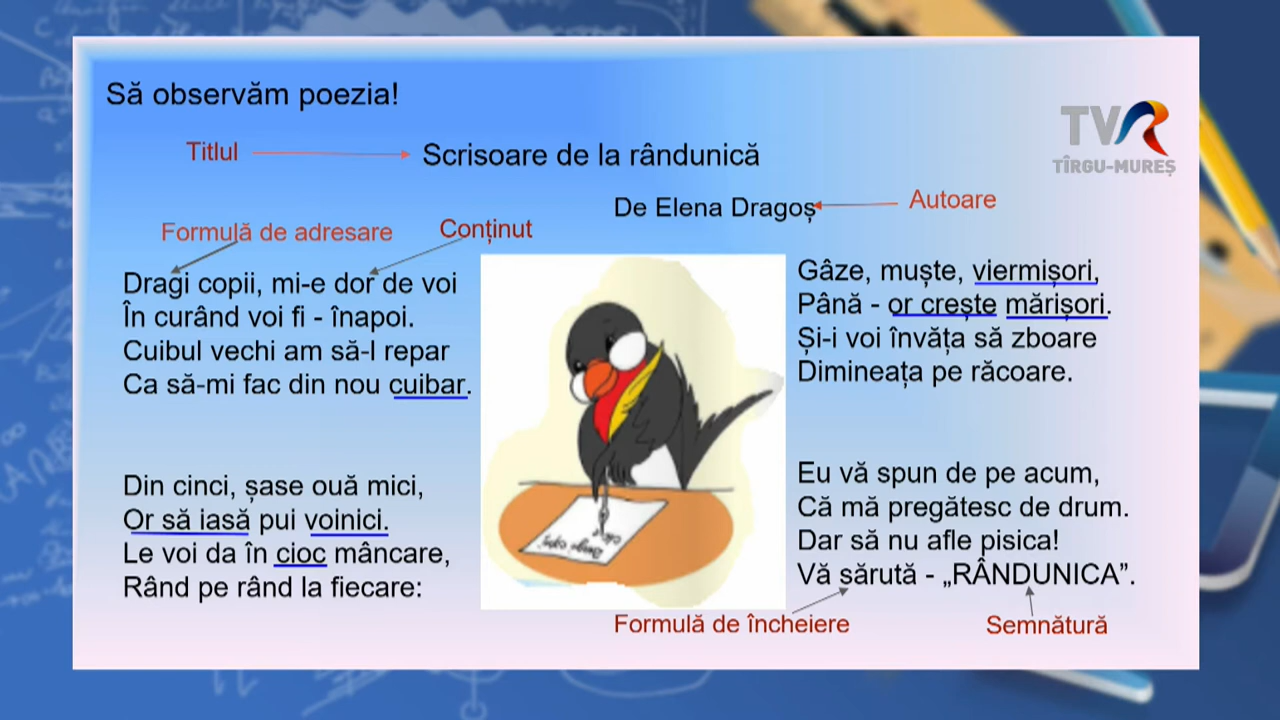 Să observăm poezia!
TVR
TÎRGU-MUREȘ
Titlul
Scrisoare de la rândunică
De Elena Dragoș
Autoare
Formulă de adresare
Conținut
Dragi copii, mi-e dor de voi
În curând voi fi - înapoi.
Cuibul vechi am să-l repar
Ca să-mi fac din nou cuibar.
Din cinci, șase ouă mici,
Or să iasă pui voinici.
Le voi da în cioc mâncare,
Rând pe rând la fiecare:
Gâze, muște, viermișori,
Până - or crește mărișori.
Și-i voi învăța să zboare
Dimineața pe răcoare.
Eu vă spun de pe acum,
Că mă pregătesc de drum.
Dar să nu afle pisica!
Vă sărută - „RÂNDUNICA”.
Formulă de încheiere
Semnătură
Dragi copii